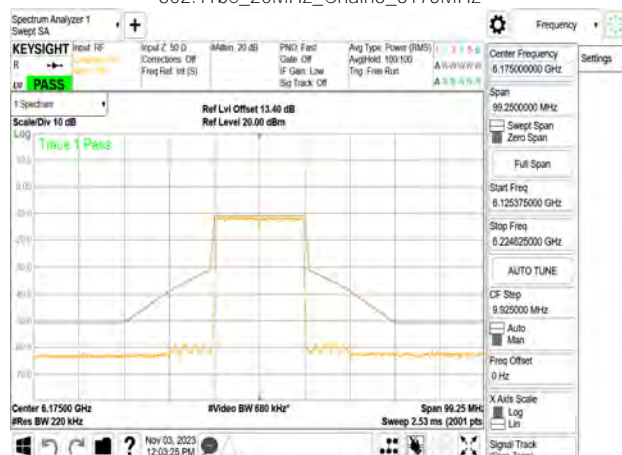 Spectrum Analyzer 1
Swept SA
Frequency
KEYSIGHT Input: RF
Input Z: 50 Ω
#Atten: 20 dB
PNO: Fast
Avg Type: Power (RMS)
Corrections: Off
Gate: Off
Avg|Hold: 100/100
Freq Ref: Int (S)
IF Gain: Low
Trig: Free Run
Sig Track: Off
PASS
1 Spectrum
Scale/Div 10 dB
Ref Lvl Offset 13.40 dB
Ref Level 20.00 dBm
Log
Trace 1 Pass
Center 6.17500 GHz
#Video BW 680 kHz*
Span 99.25 MHz
#Res BW 220 kHz
Sweep 2.53 ms (2001 pts
Nov 03, 2023
12:03:25 PM
Settings
Center Frequency
6.175000000 GHz
Span
99.2500000 MHz
Swept Span
Zero Span
Full Span
Start Freq
6.125375000 GHz
Stop Freq
6.224625000 GHz
AUTO TUNE
CF Step
9.925000 MHz
Auto
Man
Freq Offset
0 Hz
X Axis Scale
Log
Lin
Signal Track